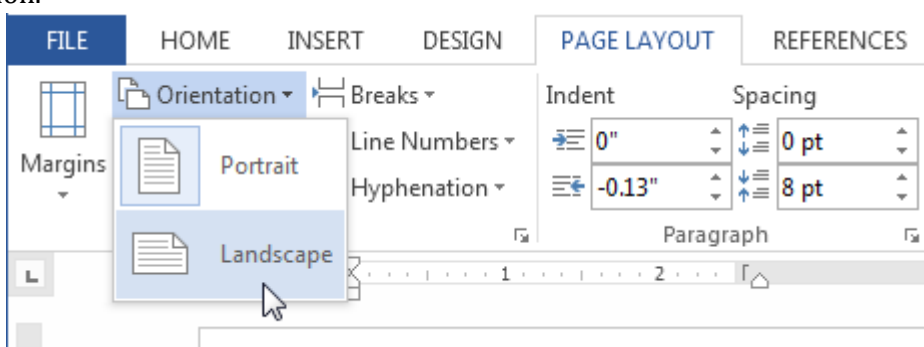 FILE HOME INSERT DESIGN PAGE LAYOUT REFERENCES
Orientation Breaks Indent Spacing
Line Numbers 0" 0 pt
Margins Portrait
Hyphenation -0.13" 8 pt
Paragraph
Landscape
1 2